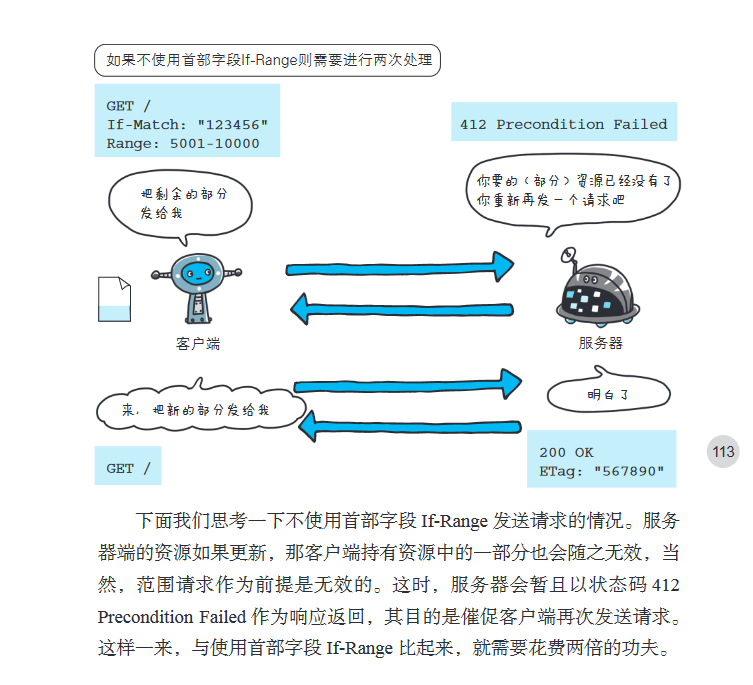 如果不使用首部字段If-Range则需要进行两次处理
GET /
If-Match: "123456"
Range: 5001-10000
412 Precondition Failed
把剩余的部分
发给我
你要的（部分）资源已经没有了
你重新再发一个请求吧
客户端
服务器
来，把新的部分发给我
明白了
GET /
200 OK
ETag: "567890"
113
下面我们思考一下不使用首部字段 If-Range 发送请求的情况。服务
器端的资源如果更新，那客户端持有资源中的一部分也会随之无效，当
然，范围请求作为前提是无效的。这时，服务器会暂且以状态码 412
Precondition Failed 作为响应返回，其目的是催促客户端再次发送请求。
这样一来，与使用首部字段 If-Range 比起来，就需要花费两倍的功夫。